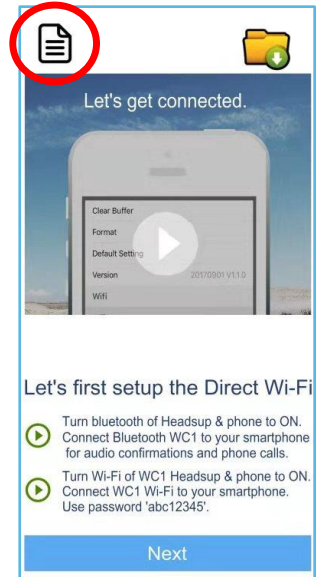 Let's get connected.
Clear Buffer
Format
Default Setting
Version 20170901 V1.1.0
Wifi
Let's first setup the Direct Wi-Fi
Turn bluetooth of Headsup & phone to ON.
Connect Bluetooth WC1 to your smartphone
for audio confirmations and phone calls.
Turn Wi-Fi of WC1 Headsup & phone to ON.
Connect WC1 Wi-Fi to your smartphone.
Use password 'abc12345'.
Next